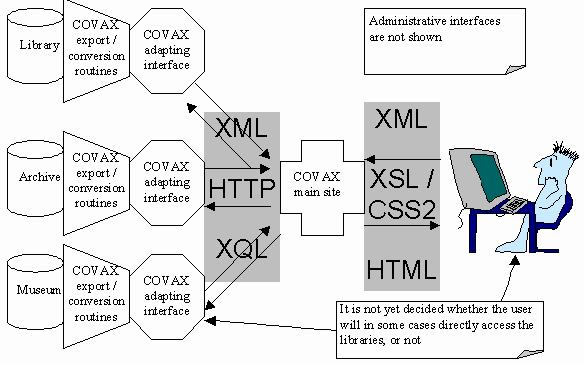 Library
COVAX
export /
conversion
routines
COVAX
adapting
interface
Administrative interfaces
are not shown
Archive
COVAX
export /
conversion
routines
COVAX
adapting
interface
XML
HTTP
XQL
COVAX
main site
XML
XSL /
CSS2
HTML
Museum
COVAX
export /
conversion
routines
COVAX
adapting
interface
It is not yet decided whether the user
will in some cases directly access the
libraries, or not